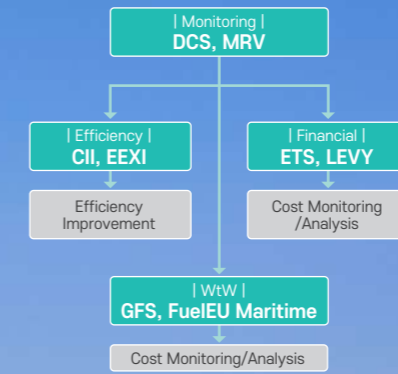 | Monitoring |
DCS, MRV
| Efficiency |
CII, EEXI
Efficiency
Improvement
| Financial |
ETS, LEVY
Cost Monitoring
/Analysis
| WtW |
GFS, FuelEU Maritime
Cost Monitoring/Analysis